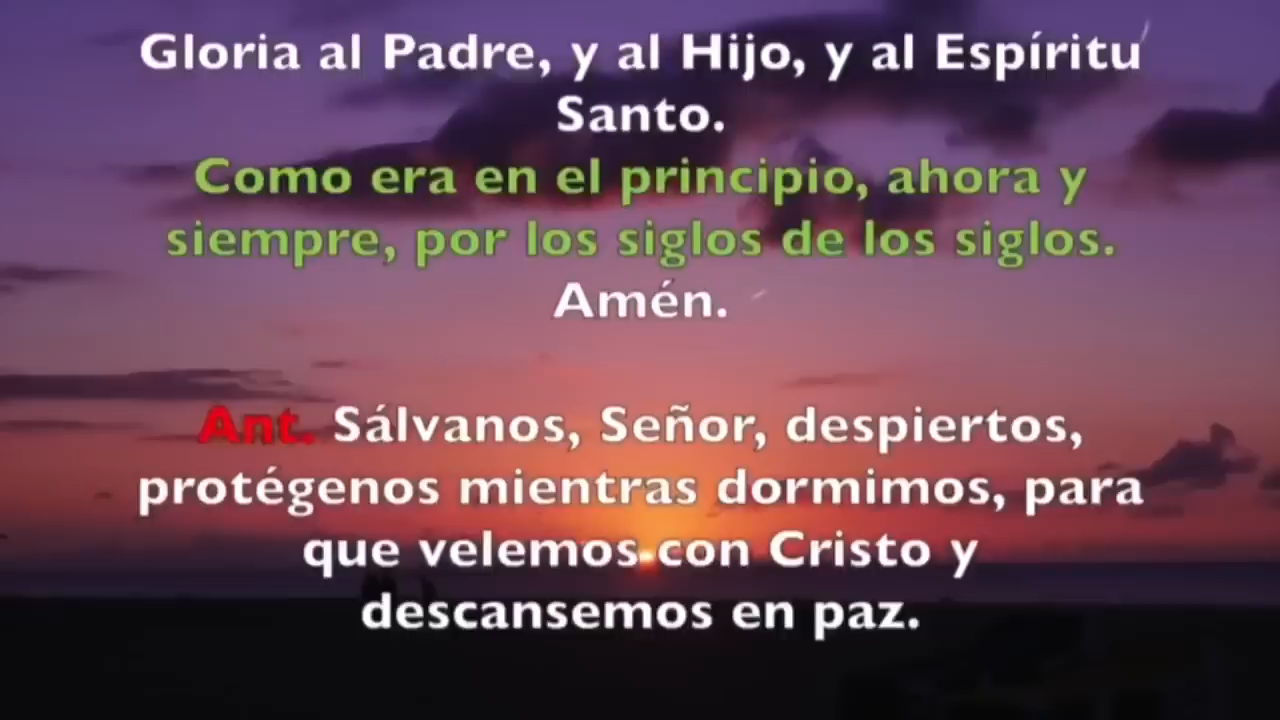 Gloria al Padre, y al Hijo, y al Espíritu
Santo.
Como era en el principio, ahora y
siempre, por los siglos de los siglos.
Amén.
Ant. Sálvanos, Señor, despiertos,
protégenos mientras dormimos, para
que velemos con Cristo y
descansemos en paz.